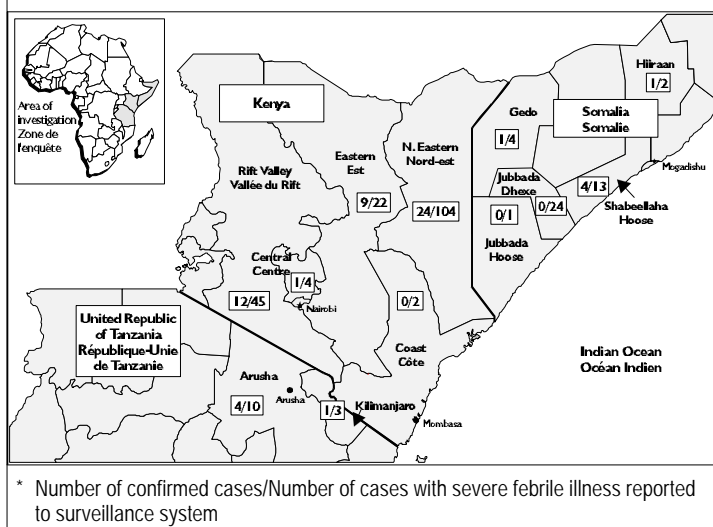 Area of
investigation
Zone de
l'enquête
Kenya
Rift Valley
Vallée du Rift
Eastern
Est
9/22
N. Eastern
Nord-est
24/104
Central
Centre
1/4
12/45
Nairobi
0/2
Coast
Côte
Mombasa
Gedo
1/4
Somalia
Somalie
Hiiraan
1/2
Mogadishu
Jubbada
Dhexe
0/24
4/13
Shabeellaha
Hoose
0/1
Jubbada
Hoose
United Republic
of Tanzania
République-Unie
de Tanzanie
Arusha
4/10
Arusha
1/3
Kilimanjaro
Indian Ocean
Océan Indien
* Number of confirmed cases/Number of cases with severe febrile illness reported
to surveillance system